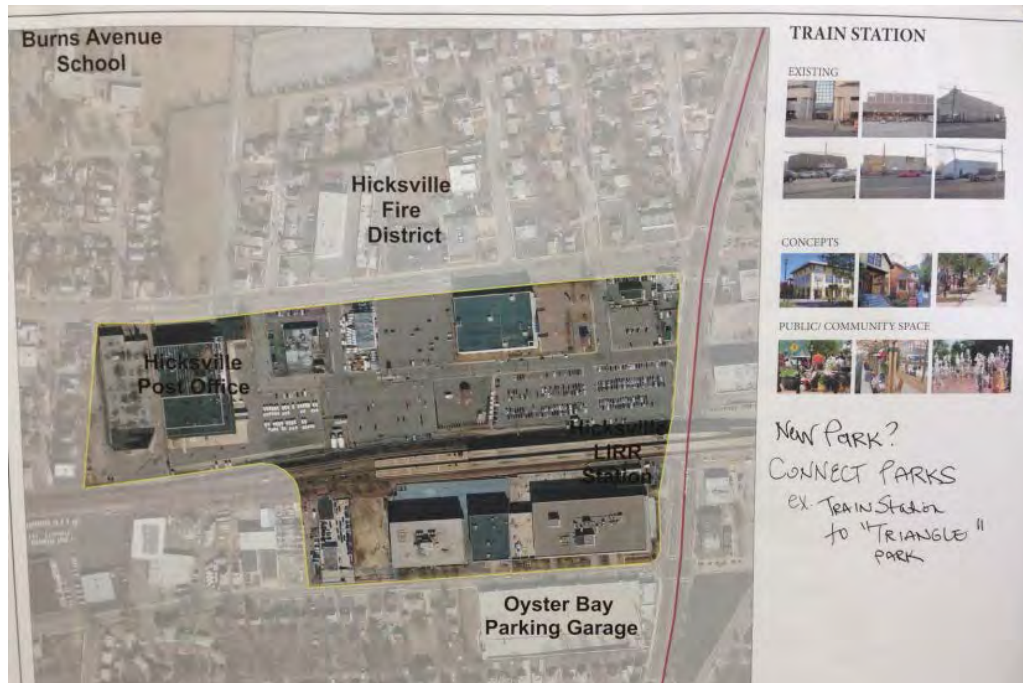 Burns Avenue
School
Hicksville
Fire
District
Hicksville
Post Office
Hicksville
LIRR
Station
Oyster Bay
Parking Garage
TRAIN STATION
EXISTING
CONCEPTS
PUBLIC/ COMMUNITY SPACE
New Park?
CONNECT PARKS
ex. TRAIN Station
to "TRIANGLE"
PARK